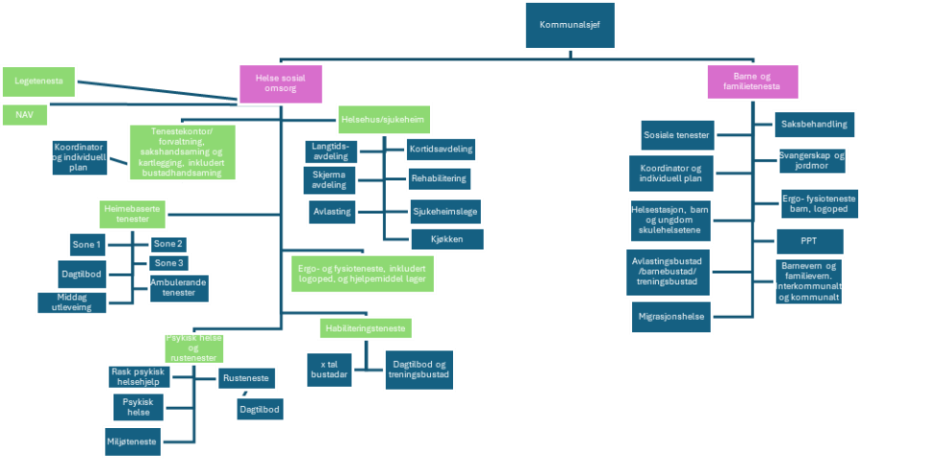 Kommunalsjef
Legetenesta
Helse sosial
omsorg
Barne og
familietenesta
NAV
Helsehus/sjukeheim
Tenestekontor/
forvaltning,
sakshandsaming og
kartlegging, inkludert
bustadhandsaming
Koordinator
og individuell
plan
Langtids-
avdeling
Kortidsavdeling
Skjerma
avdeling
Rehabilitering
Avlasting
Sjukeheimslege
Kjøkken
Sosiale tenester
Saksbehandling
Koordinator og
individuell plan
Svangerskap og
jordmor
Helsestasjon, barn
og ungdom
skulehelsetene
Ergo- fysioteneste
barn, logoped
PPT
Avlastingsbustad
/barnebustad/
treningsbustad
Barnevern og
familievern.
Interkommunalt
og kommunalt
Migrasjonshelse
Heimebaserte
tenester
Sone 1
Sone 2
Sone 3
Dagtilbod
Ambulerande
tenester
Middag
utleveirng
Ergo- og fysioteneste, inkludert
logoped, og hjelpemiddel lager
Habiliteringsteneste
x tal
bustadar
Dagtilbod og
treningsbustad
Psykisk helse
og
rustenester
Rask psykisk
helsehjelp
Rusteneste
Psykisk
helse
Dagtilbod
Miljøteneste